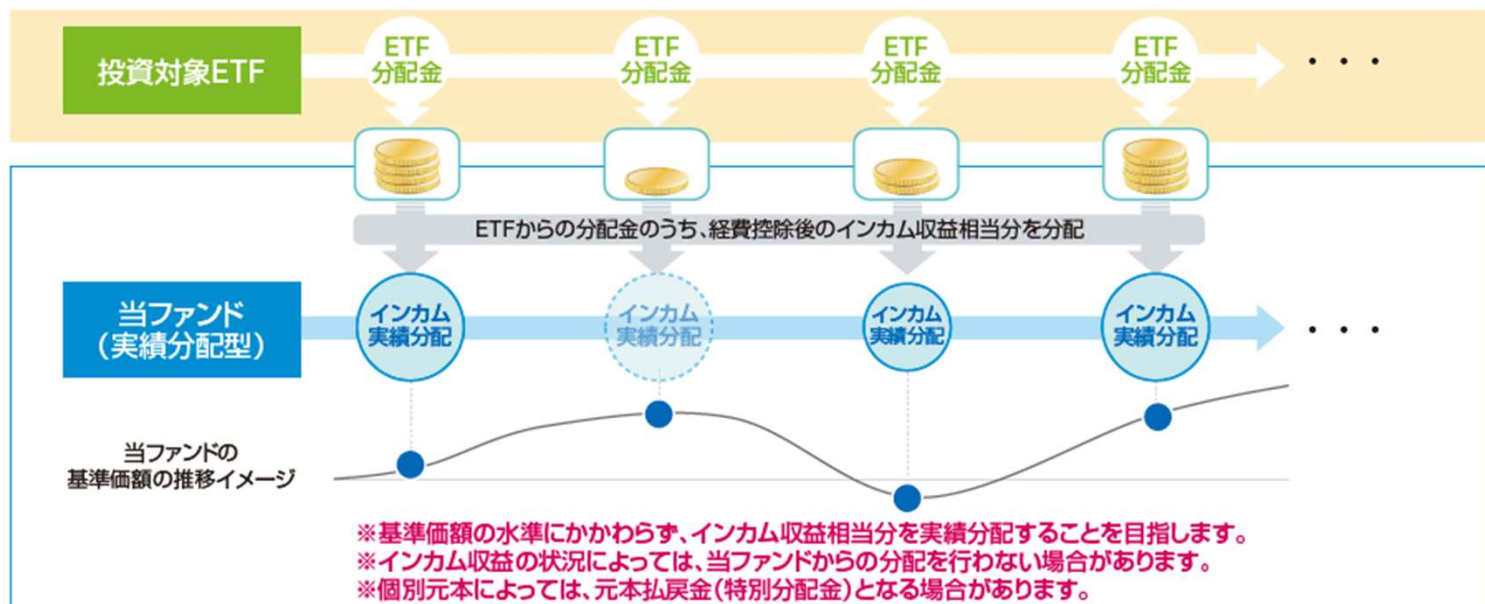 投資対象ETF
ETF
分配金
ETF
分配金
ETF
分配金
ETF
分配金
・・・
ETFからの分配金のうち、経費控除後のインカム収益相当分を分配
当ファンド
(実績分配型)
インカム
実績分配
インカム
実績分配
インカム
実績分配
インカム
実績分配
・・・
当ファンドの
基準価額の推移イメージ
※基準価額の水準にかかわらず、インカム収益相当分を実績分配することを目指します。
※インカム収益の状況によっては、当ファンドからの分配を行わない場合があります。
※個別元本によっては、元本払戻金(特別分配金)となる場合があります。